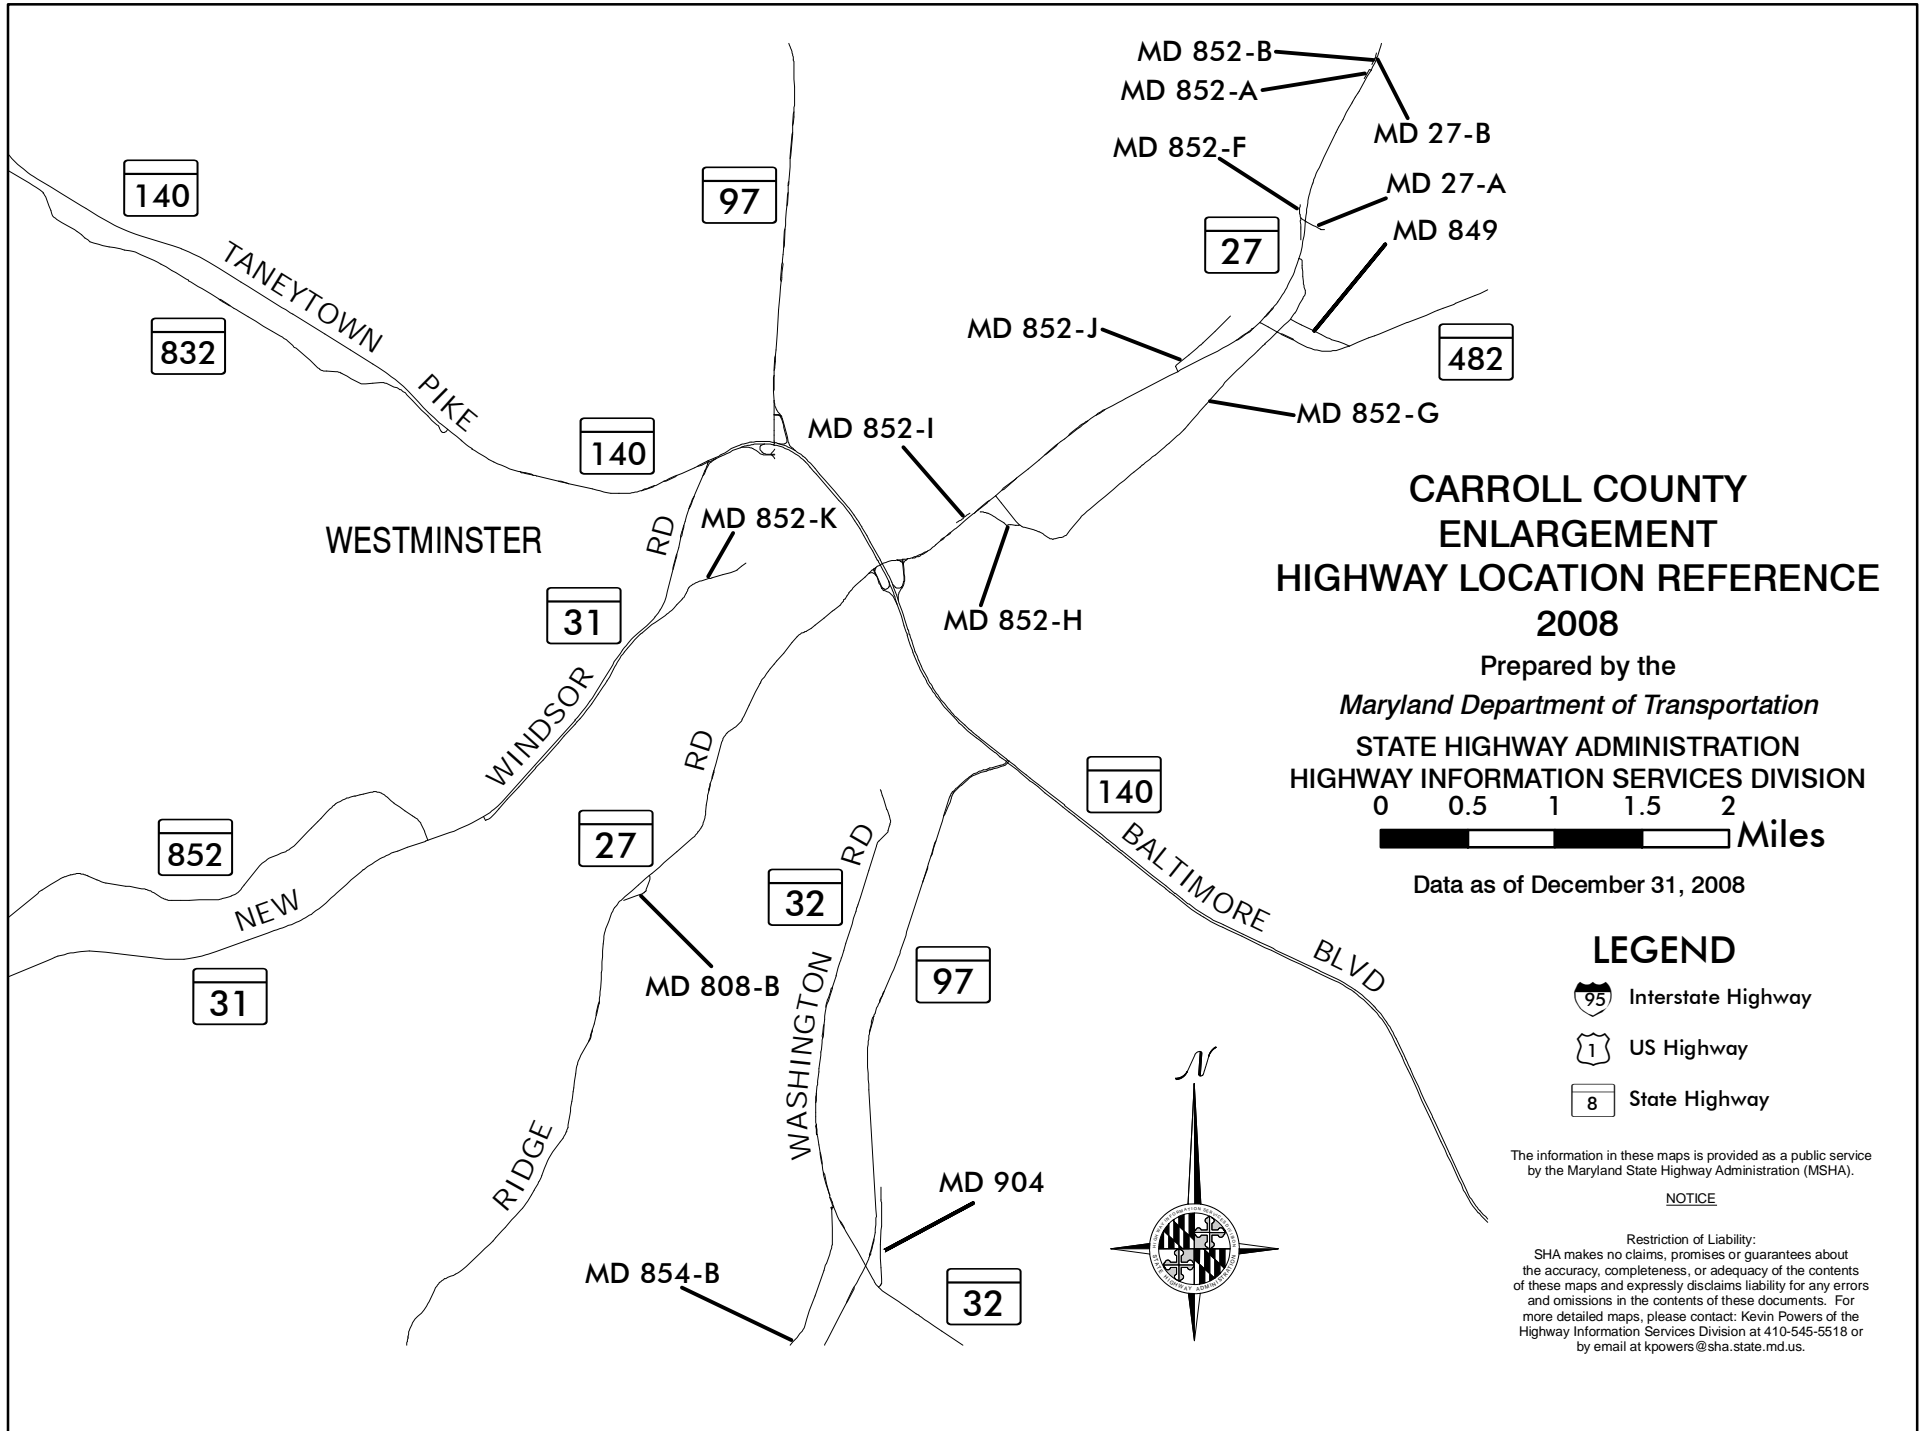 MD 852-B
MD 852-A
MD 27-B
MD 852-F
MD 27-A
MD 849
140
97
27
TANEYTOWN
832
MD 852-J
482
PIKE
MD 852-G
140
MD 852-I
WESTMINSTER
RD
MD 852-K
31
MD 852-H
WINDSOR
RD
140
852
27
BALTIMORE
RD
32
NEW
BLVD
97
31
MD 808-B
WASHINGTON
RIDGE
MD 904
MD 854-B
32
CARROLL COUNTY
ENLARGEMENT
HIGHWAY LOCATION REFERENCE
2008
Prepared by the
Maryland Department of Transportation
STATE HIGHWAY ADMINISTRATION
HIGHWAY INFORMATION SERVICES DIVISION
0 0.5 1 1.5 2
Miles
Data as of December 31, 2008
LEGEND
95 Interstate Highway
1 US Highway
8 State Highway
N
HIGHWAY INFORMATION SERVICES DIVISION
STATE HIGHWAY ADMINISTRATION
The information in these maps is provided as a public service
by the Maryland State Highway Administration (MSHA).
NOTICE
Restriction of Liability:
SHA makes no claims, promises or guarantees about
the accuracy, completeness, or adequacy of the contents
of these maps and expressly disclaims liability for any errors
and omissions in the contents of these documents. For
more detailed maps, please contact: Kevin Powers of the
Highway Information Services Division at 410-545-5518 or
by email at kpowers@sha.state.md.us.